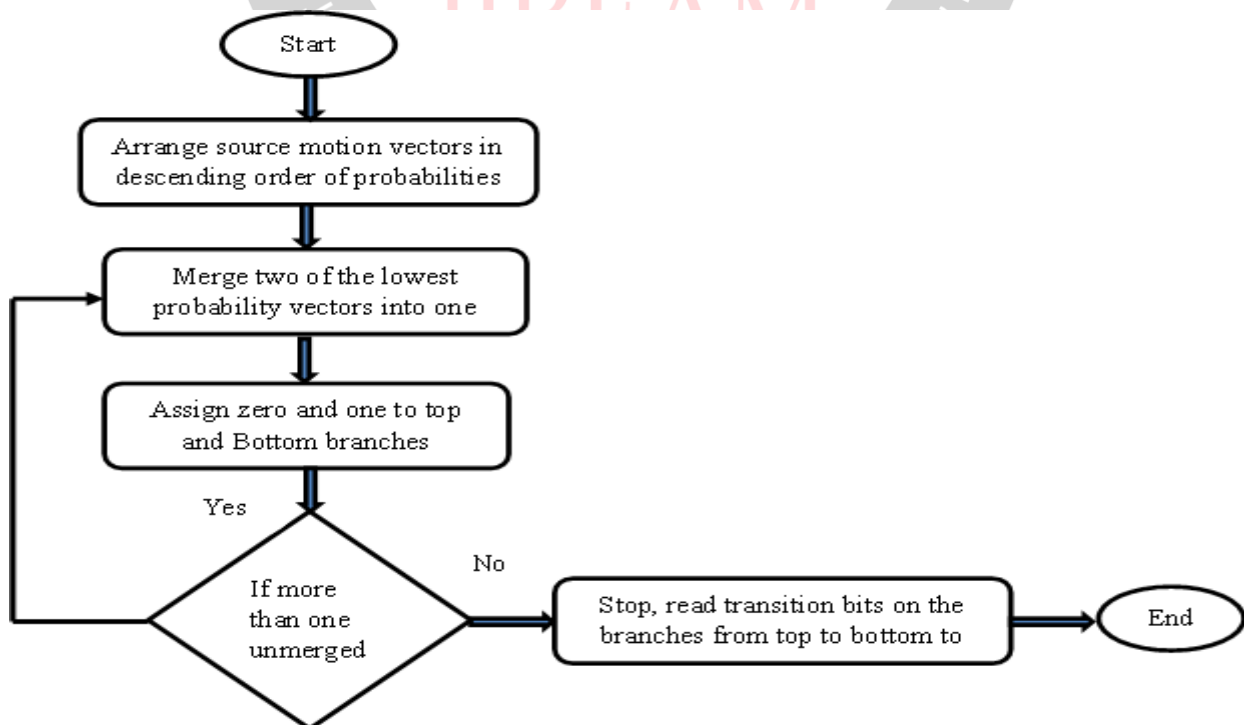 Start
Arrange source motion vectors in
descending order of probabilities
Merge two of the lowest
probability vectors into one
Assign zero and one to top
and Bottom branches
Yes
If more
than one
unmerged
No
Stop, read transition bits on the
branches from top to bottom to
End